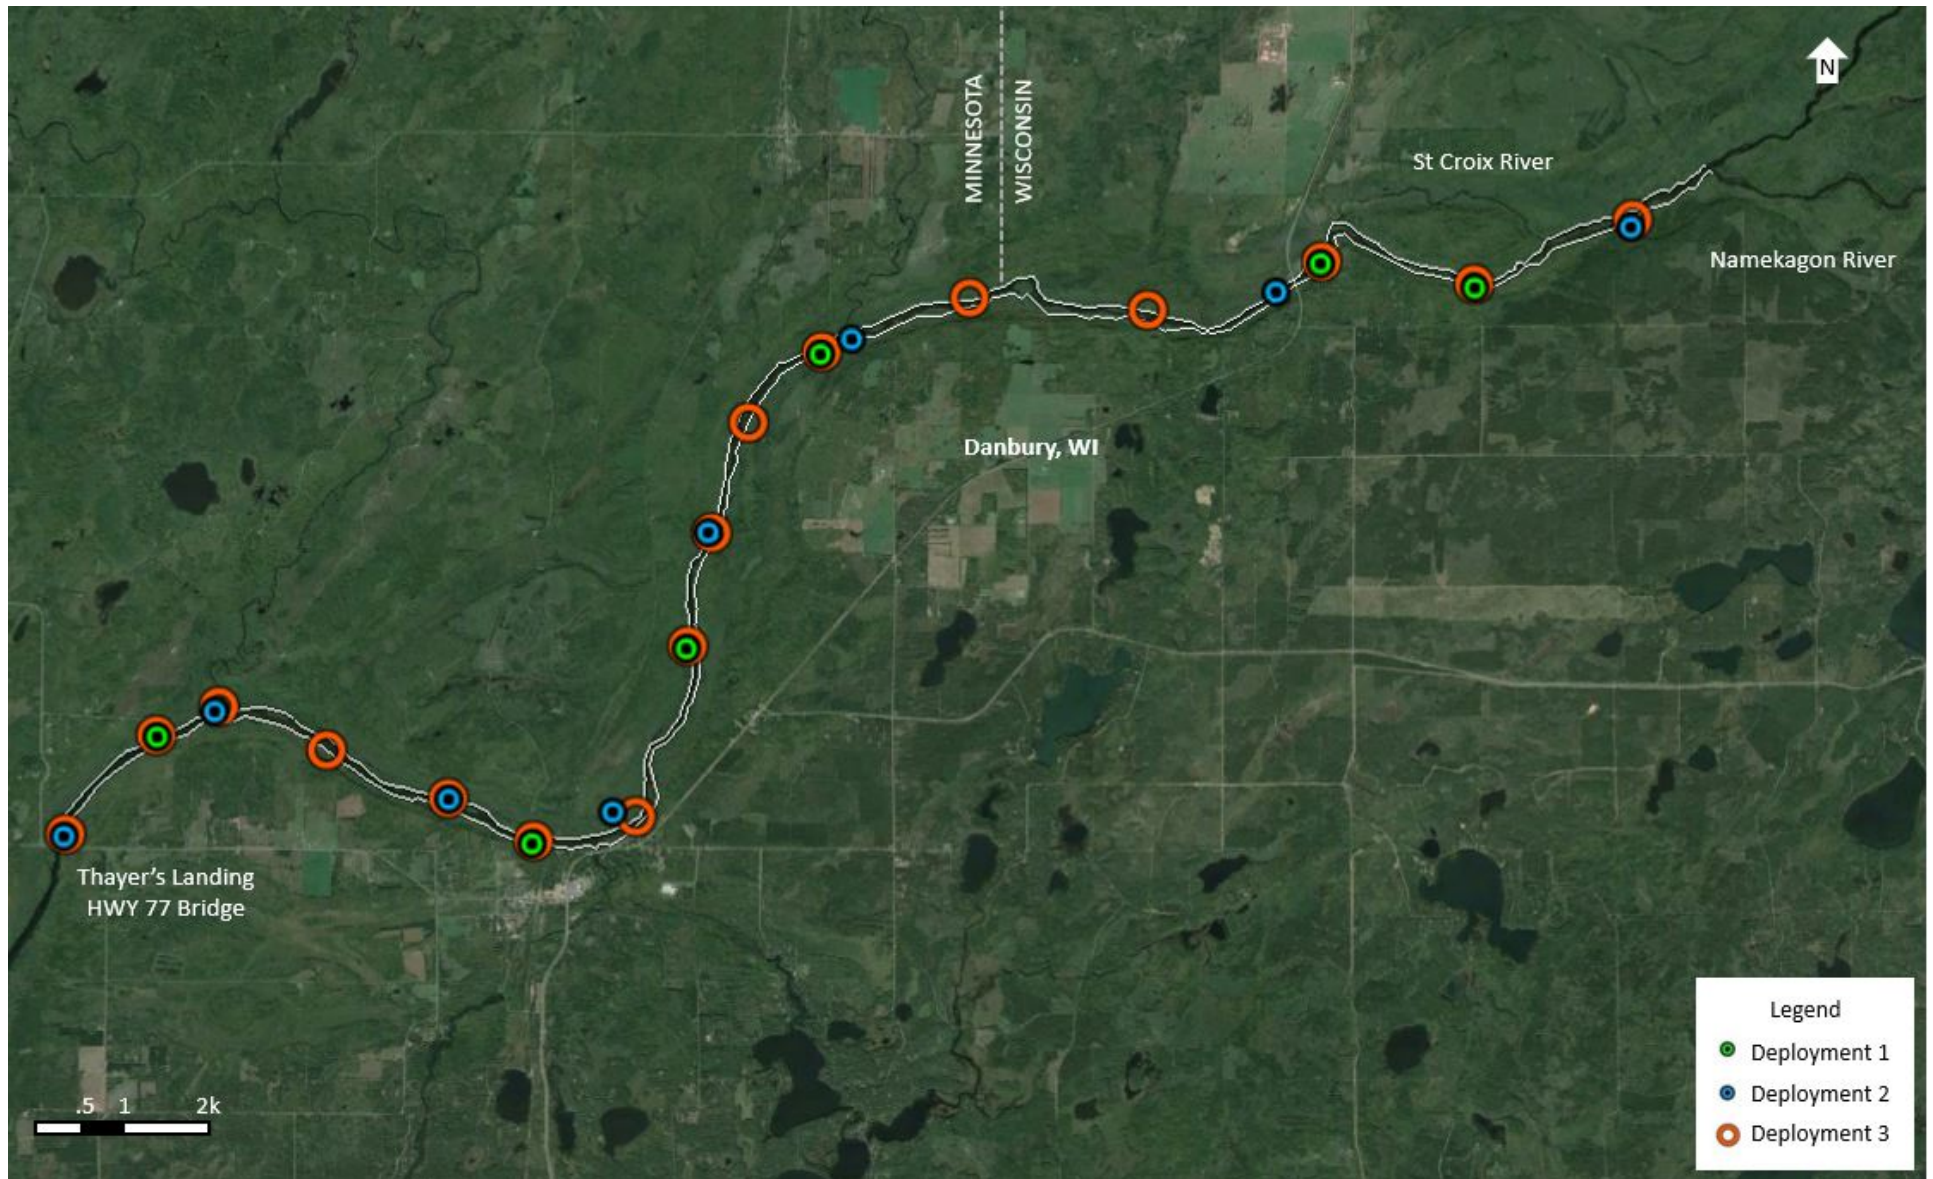 N
MINNESOTA
WISCONSIN
St Croix River
Namekagon River
Danbury, WI
Thayer’s Landing
HWY 77 Bridge
.5 1 2k
Legend
Deployment 1
Deployment 2
Deployment 3